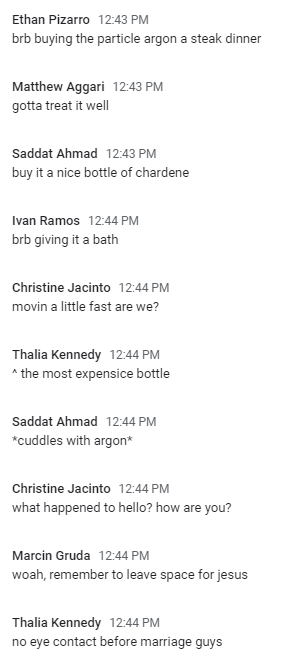 Ethan Pizarro 12:43 PM
brb buying the particle argon a steak dinner
Matthew Aggari 12:43 PM
gotta treat it well
Saddat Ahmad 12:43 PM
buy it a nice bottle of chardene
Ivan Ramos 12:44 PM
brb giving it a bath
Christine Jacinto 12:44 PM
movin a little fast are we?
Thalia Kennedy 12:44 PM
^ the most expensice bottle
Saddat Ahmad 12:44 PM
*cuddles with argon*
Christine Jacinto 12:44 PM
what happened to hello? how are you?
Marcin Gruda 12:44 PM
woah, remember to leave space for jesus
Thalia Kennedy 12:44 PM
no eye contact before marriage guys